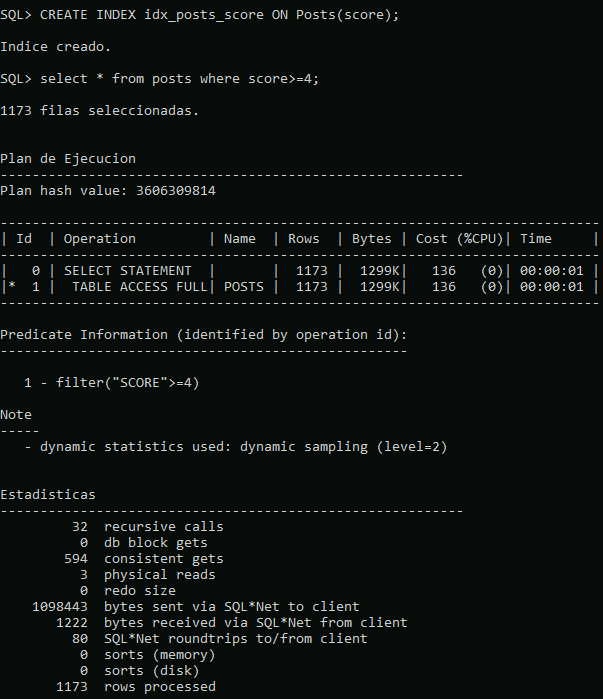 SQL> CREATE INDEX idx_posts_score ON Posts(score);
Indice creado.
SQL> select * from posts where score>=4;
1173 filas seleccionadas.
Plan de Ejecucion
----------------------------------------------------------
Plan hash value: 3606309814
---------------------------------------------------------------------------
| Id  | Operation         | Name  | Rows  | Bytes | Cost (%CPU)| Time     |
---------------------------------------------------------------------------
|   0 | SELECT STATEMENT  |       |  1173 |  1299K|   136   (0)| 00:00:01 |
|*  1 |  TABLE ACCESS FULL| POSTS |  1173 |  1299K|   136   (0)| 00:00:01 |
---------------------------------------------------------------------------
Predicate Information (identified by operation id):
---------------------------------------------------
   1 - filter("SCORE">=4)
Note
-----
   - dynamic statistics used: dynamic sampling (level=2)
Estadisticas
----------------------------------------------------------
         32  recursive calls
          0  db block gets
        594  consistent gets
          3  physical reads
          0  redo size
    1098443  bytes sent via SQL*Net to client
       1222  bytes received via SQL*Net from client
         80  SQL*Net roundtrips to/from client
          0  sorts (memory)
          0  sorts (disk)
       1173  rows processed